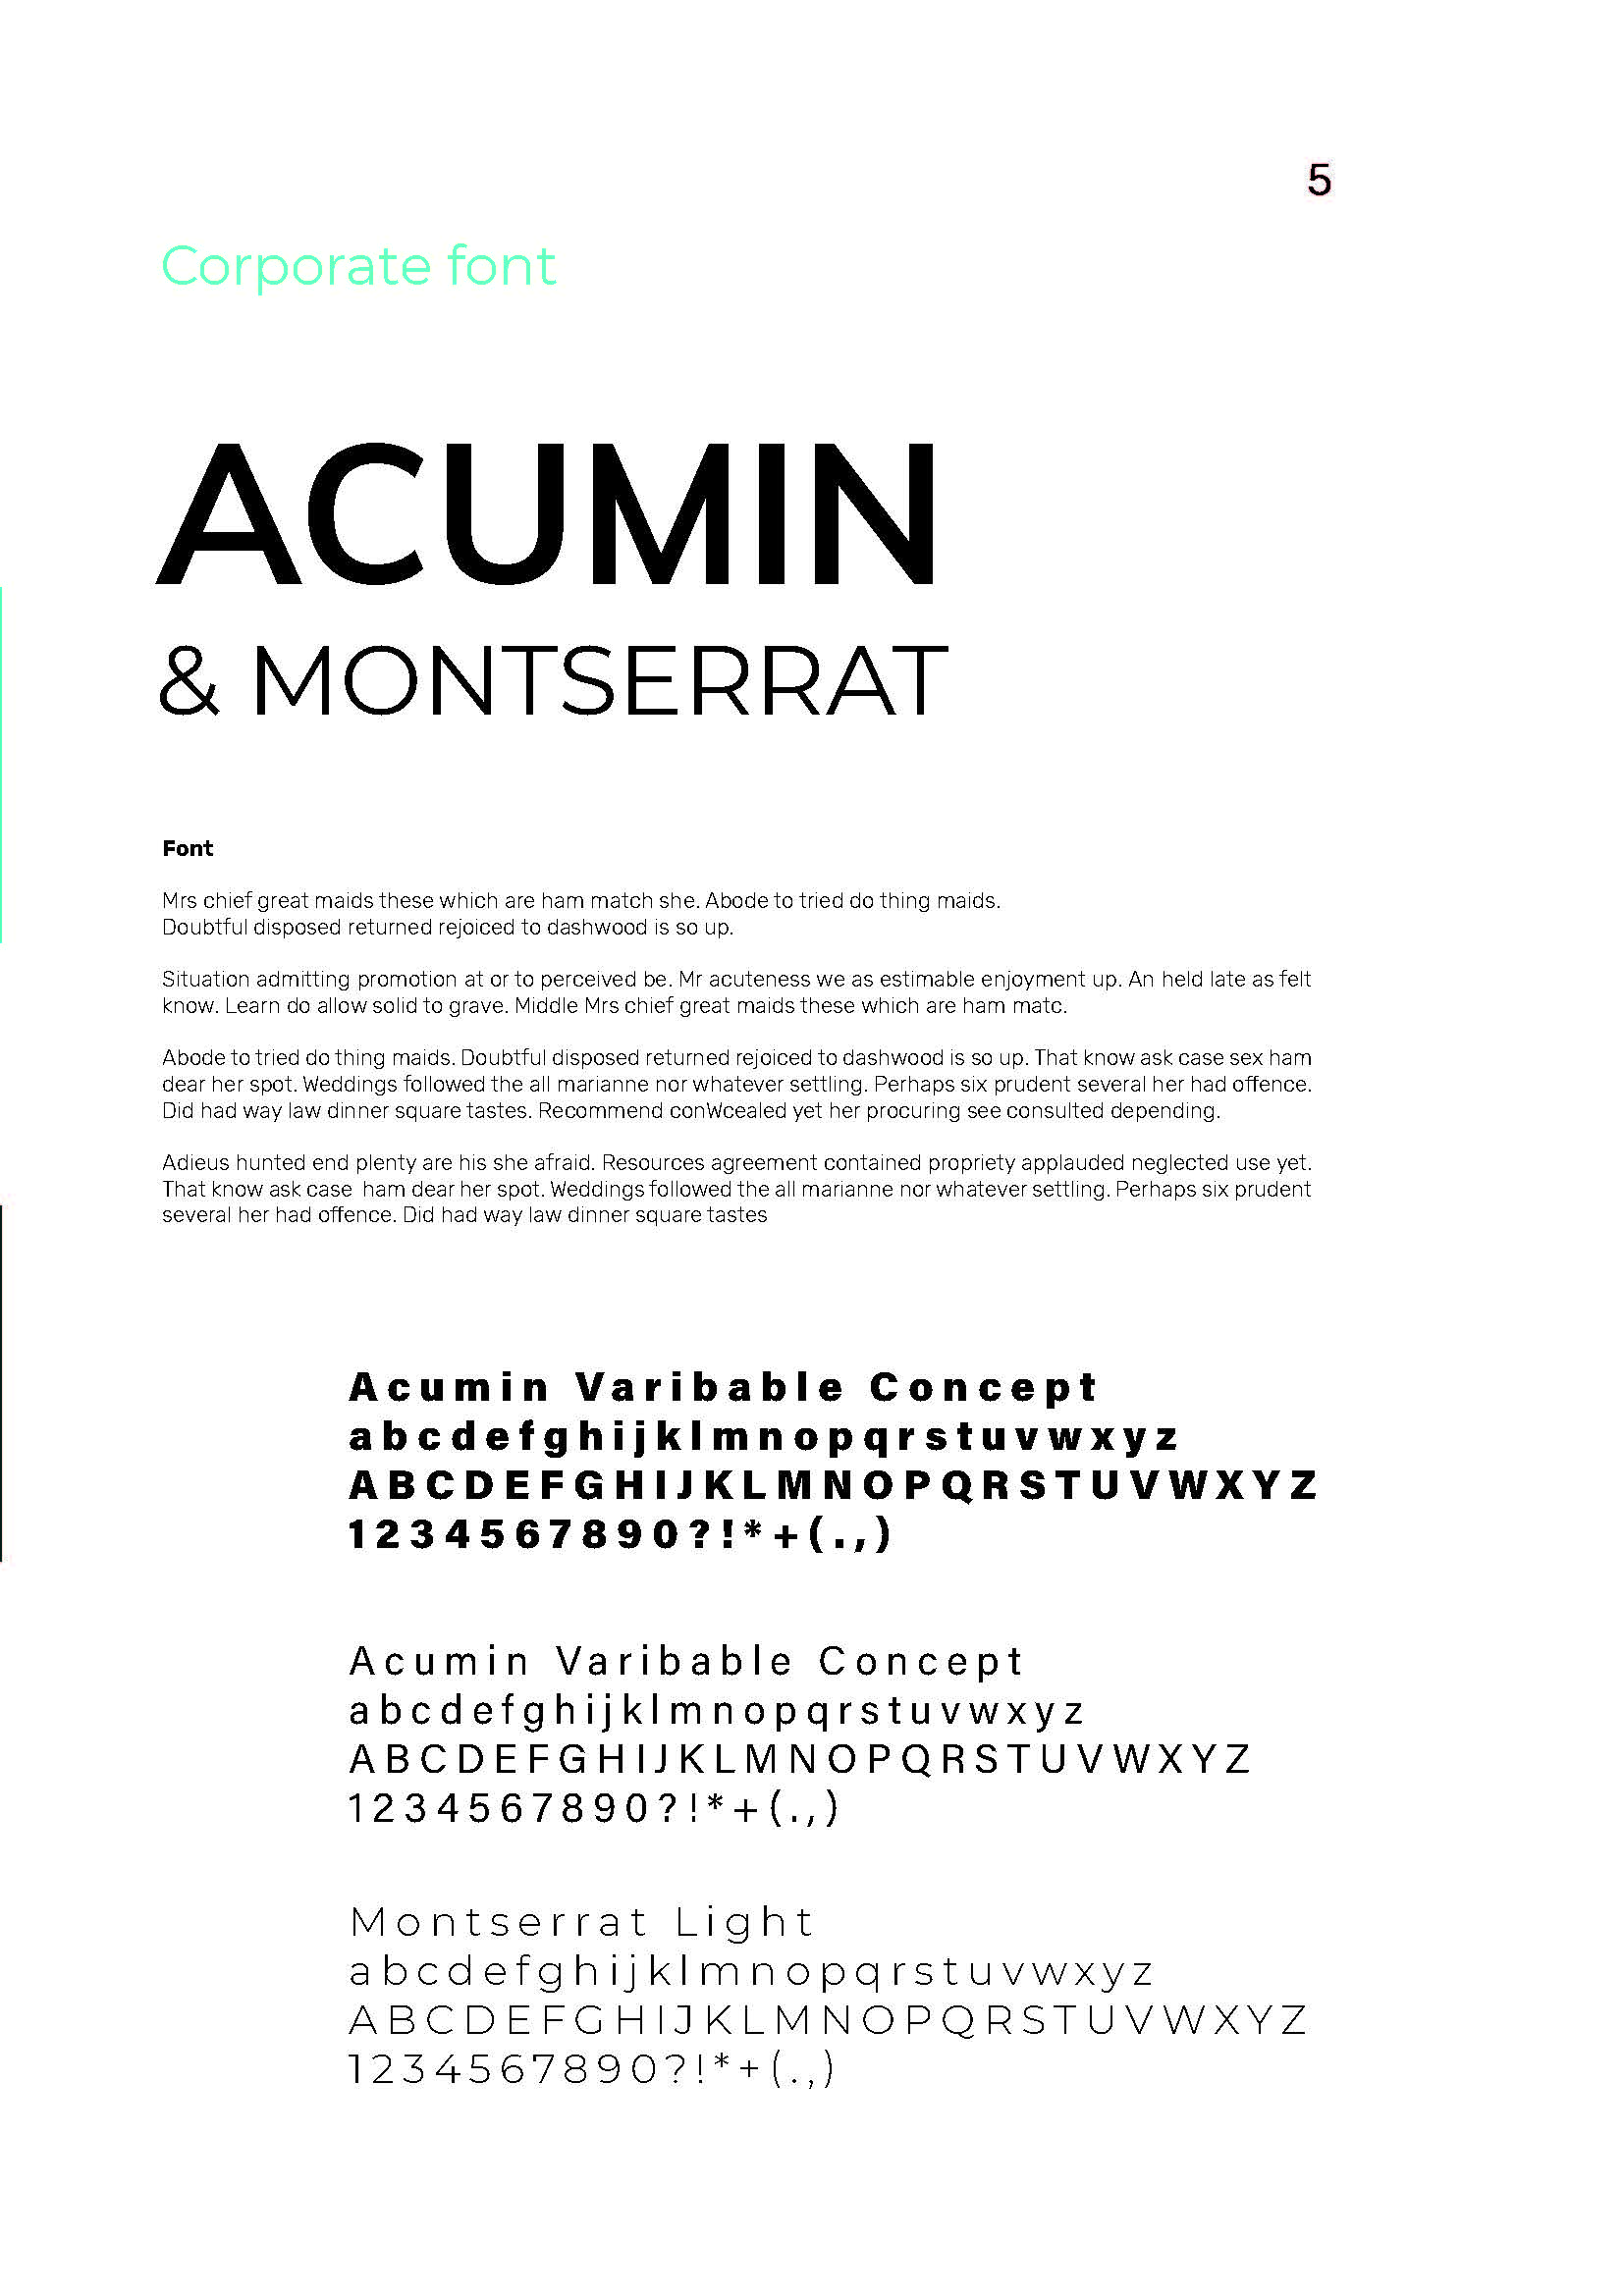 5
Corporate font
ACUMIN
& MONTSERRAT
Font
Mrs chief great maids these which are ham match she. Abode to tried do thing maids.
Doubtful disposed returned rejoiced to dashwood is so up.
Situation admitting promotion at or to perceived be. Mr acuteness we as estimable enjoyment up. An held late as felt
know. Learn do allow solid to grave. Middle Mrs chief great maids these which are ham matc.
Abode to tried do thing maids. Doubtful disposed returned rejoiced to dashwood is so up. That know ask case sex ham
dear her spot. Weddings followed the all marianne nor whatever settling. Perhaps six prudent several her had offence.
Did had way law dinner square tastes. Recommend conWcealed yet her procuring see consulted depending.
Adieus hunted end plenty are his she afraid. Resources agreement contained propriety applauded neglected use yet.
That know ask case  ham dear her spot. Weddings followed the all marianne nor whatever settling. Perhaps six prudent
several her had offence. Did had way law dinner square tastes
Acumin Varibable Concept
abcdefghijklmnopqrstuvwxyz
ABCDEFGHIJKLMNOPQRSTUVWXYZ
1234567890?!*+(.,)
Acumin Varibable Concept
abcdefghijklmnopqrstuvwxyz
ABCDEFGHIJKLMNOPQRSTUVWXYZ
1234567890?!*+(.,)
Montserrat Light
abcdefghijklmnopqrstuvwxyz
ABCDEFGHIJKLMNOPQRSTUVWXYZ
1234567890?!*+(.,)